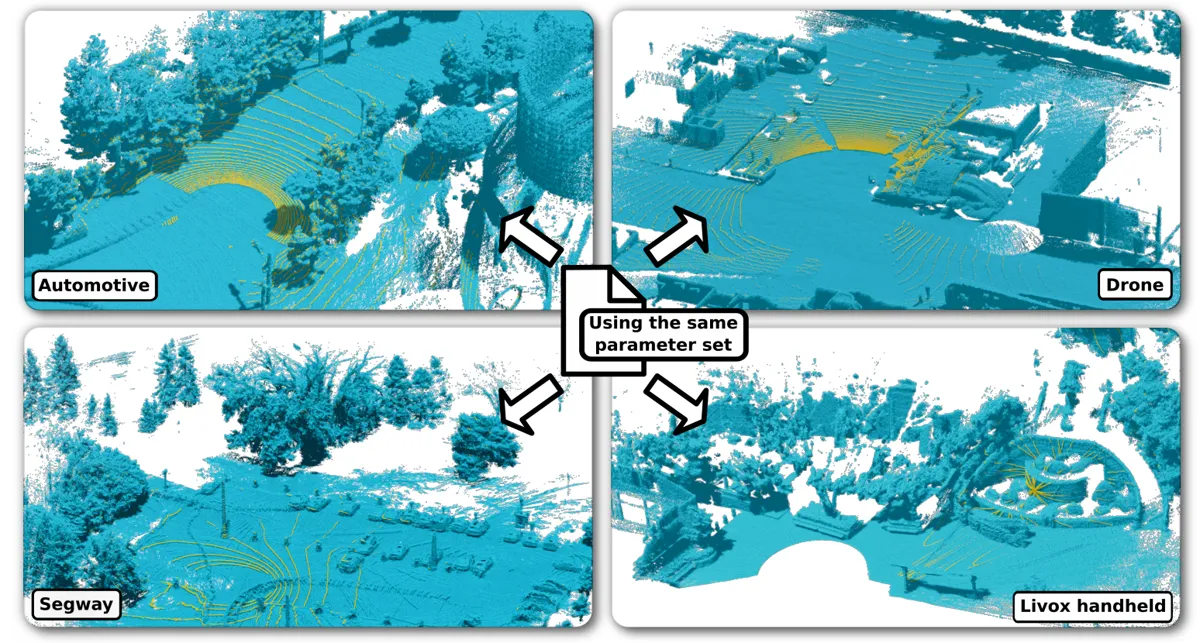 Automotive
Drone
Using the same
parameter set
Segway
Livox handheld